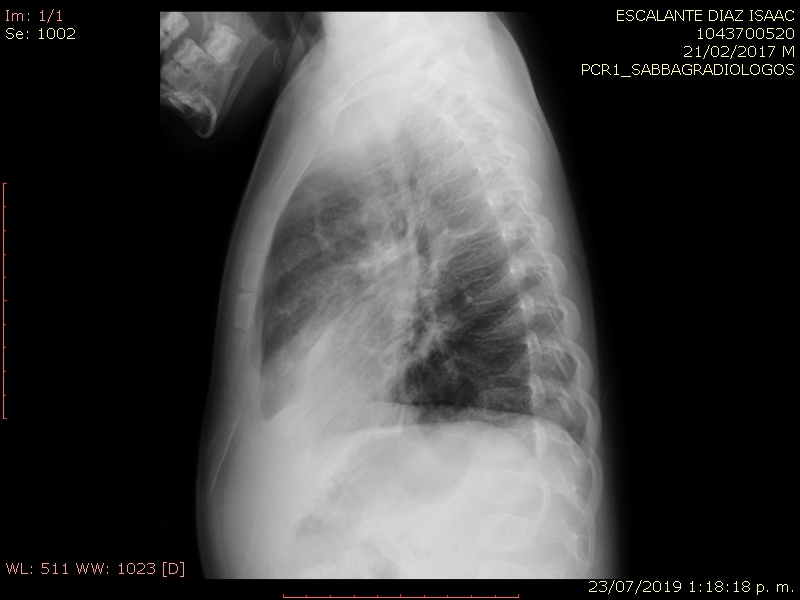 Im: 1/1
Se: 1002
ESCALANTE DIAZ ISAAC
1043700520
21/02/2017 M
PCR1_SABBAGRADIOLOGOS
WL: 511 WW: 1023 [D]
23/07/2019 1:18:18 p. m.